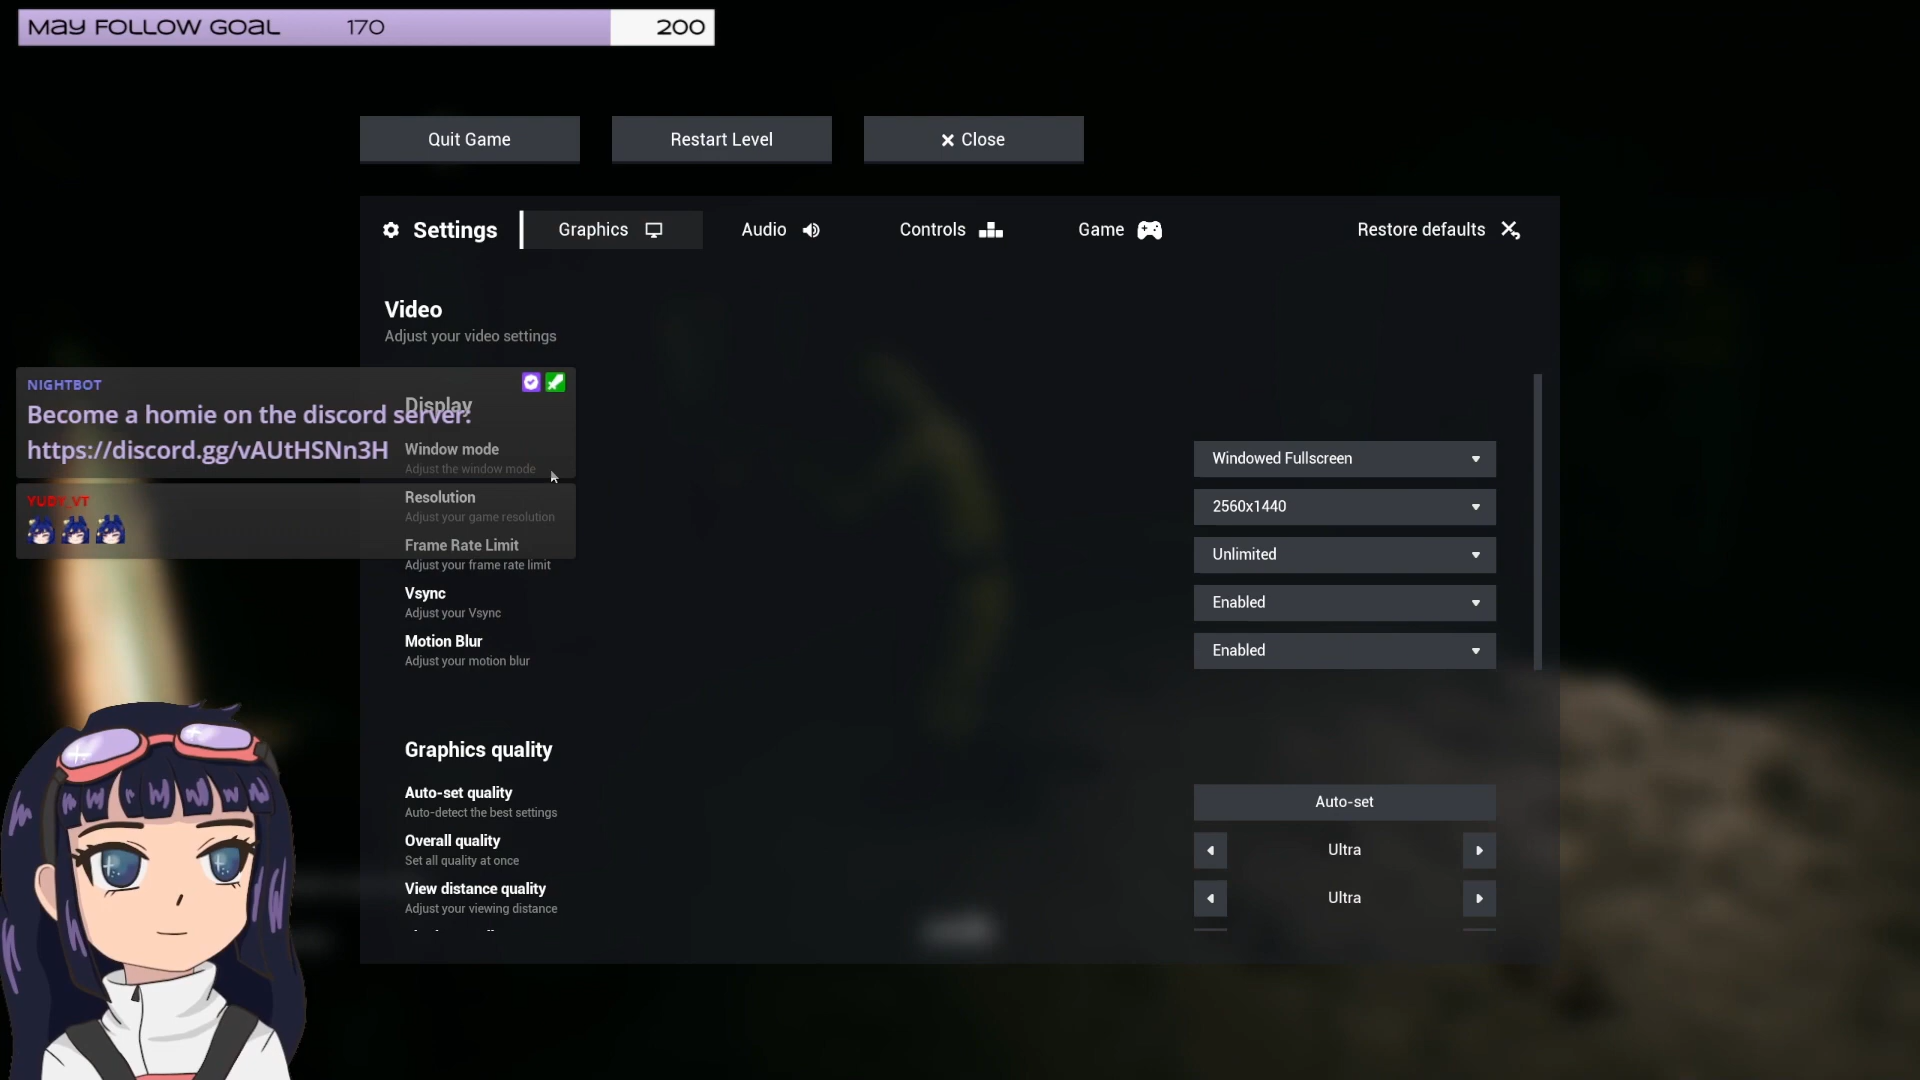 May Follow Goal 170 200
Quit Game Restart Level Close
Settings Graphics Audio Controls Game Restore defaults
Video
Adjust your video settings
NIGHTBOT
Become a homie on the discord server:
https://discord.gg/vAUtHSNn3H
YUDY_VT
Display
Window mode Windowed Fullscreen
Adjust the window mode
Resolution 2560x1440
Adjust your game resolution
Frame Rate Limit Unlimited
Adjust your frame rate limit
Vsync Enabled
Adjust your Vsync
Motion Blur Enabled
Adjust your motion blur
Graphics quality
Auto-set quality Auto-set
Auto-detect the best settings
Overall quality Ultra
Set all quality at once
View distance quality Ultra
Adjust your viewing distance